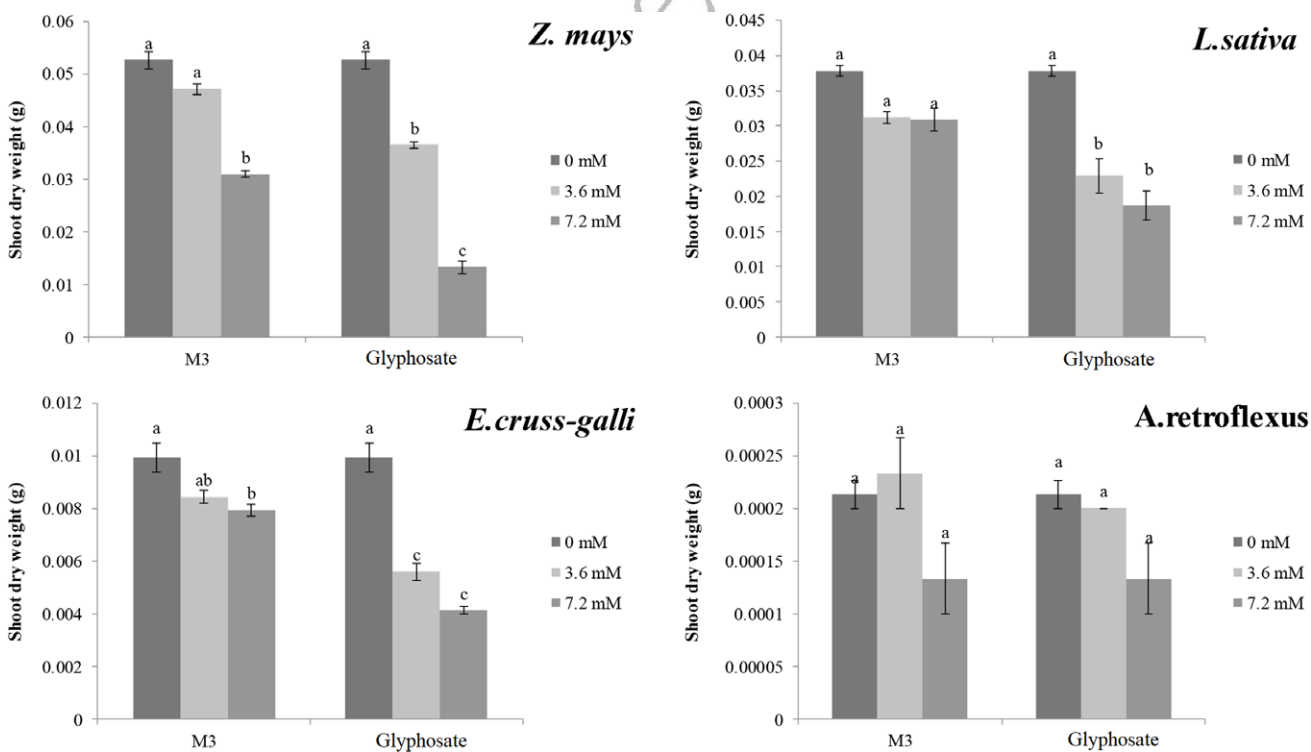 Z. mays
Shoot dry weight (g)
0.06
0.05
0.04
0.03
0.02
0.01
0
a
a
b
a
b
c
M3
Glyphosate
0 mM
3.6 mM
7.2 mM
L.sativa
Shoot dry weight (g)
0.045
0.04
0.035
0.03
0.025
0.02
0.015
0.01
0.005
0
a
a
a
a
b
b
M3
Glyphosate
0 mM
3.6 mM
7.2 mM
E.cruss-galli
Shoot dry weight (g)
0.012
0.01
0.008
0.006
0.004
0.002
0
a
ab
b
a
c
c
M3
Glyphosate
0 mM
3.6 mM
7.2 mM
A.retroflexus
Shoot dry weight (g)
0.0003
0.00025
0.0002
0.00015
0.0001
0.00005
0
a
a
a
a
a
a
M3
Glyphosate
0 mM
3.6 mM
7.2 mM